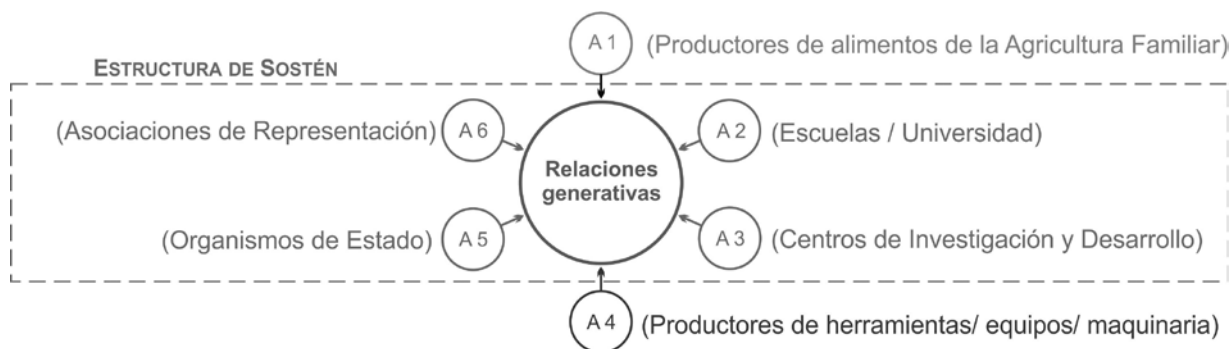 A 1 (Productores de alimentos de la Agricultura Familiar)
ESTRUCTURA DE SOSTÉN
(Asociaciones de Representación) A 6
A 2 (Escuelas / Universidad)
Relaciones
generativas
(Organismos de Estado) A 5
A 3 (Centros de Investigación y Desarrollo)
A 4 (Productores de herramientas/ equipos/ maquinaria)